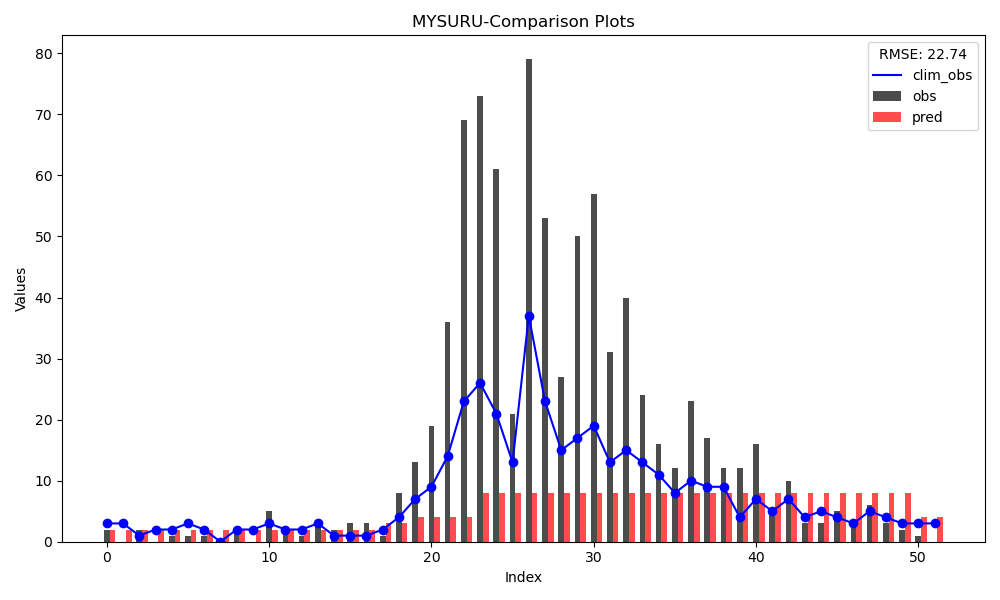 MYSURU-Comparison Plots
RMSE: 22.74
clim_obs
obs
pred
Values
80
70
60
50
40
30
20
10
0
0 10 20 30 40 50
Index